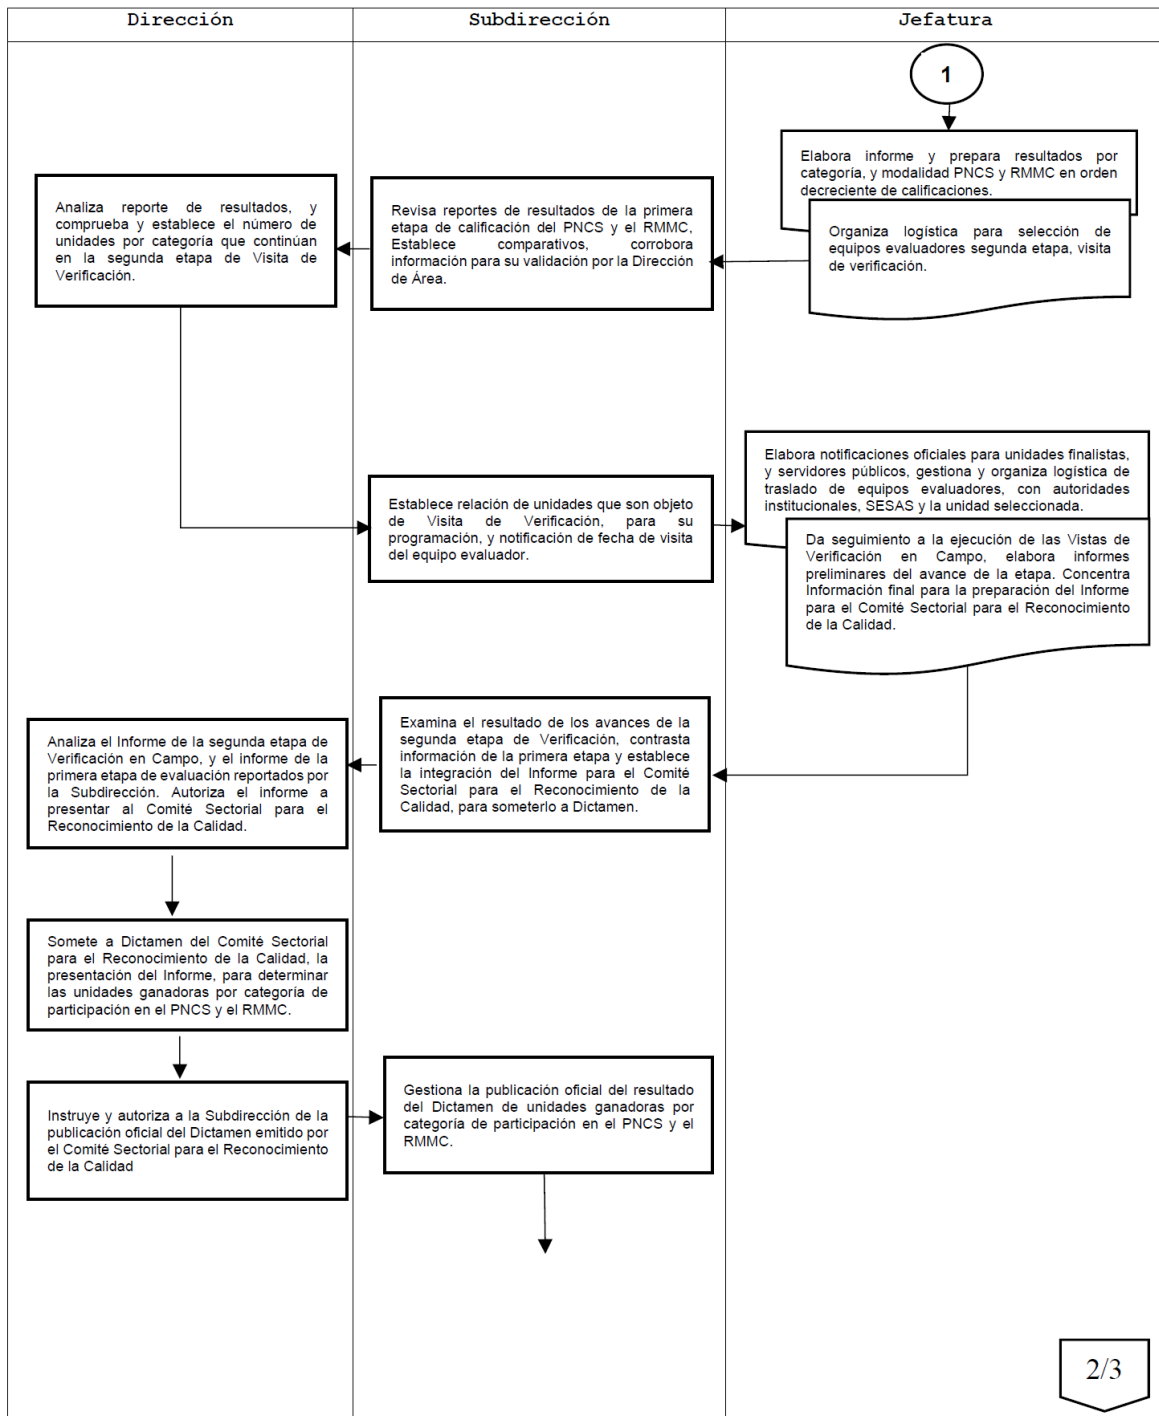 Dirección
Subdirección
Jefatura
1
Elabora informe y prepara resultados por
categoría, y modalidad PNCS y RMMC en orden
decreciente de calificaciones.
Organiza logística para selección de
equipos evaluadores segunda etapa, visita
de verificación.
Revisa reportes de resultados de la primera
etapa de calificación del PNCS y el RMMC,
Establece comparativos, corrobora
información para su validación por la Dirección
de Área.
Analiza reporte de resultados, y
comprueba y establece el número de
unidades por categoría que continúan
en la segunda etapa de Visita de
Verificación.
Establece relación de unidades que son objeto
de Visita de Verificación, para su
programación, y notificación de fecha de visita
del equipo evaluador.
Elabora notificaciones oficiales para unidades finalistas,
y servidores públicos, gestiona y organiza logística de
traslado de equipos evaluadores, con autoridades
institucionales, SESAS y la unidad seleccionada.
Da seguimiento a la ejecución de las Vistas de
Verificación en Campo, elabora informes
preliminares del avance de la etapa. Concentra
Información final para la preparación del Informe
para el Comité Sectorial para el Reconocimiento
de la Calidad.
Examina el resultado de los avances de la
segunda etapa de Verificación, contrasta
información de la primera etapa y establece
la integración del Informe para el Comité
Sectorial para el Reconocimiento de la
Calidad, para someterlo a Dictamen.
Analiza el Informe de la segunda etapa de
Verificación en Campo, y el informe de la
primera etapa de evaluación reportados por
la Subdirección. Autoriza el informe a
presentar al Comité Sectorial para el
Reconocimiento de la Calidad.
Somete a Dictamen del Comité Sectorial
para el Reconocimiento de la Calidad, la
presentación del Informe, para determinar
las unidades ganadoras por categoría de
participación en el PNCS y el RMMC.
Instruye y autoriza a la Subdirección de la
publicación oficial del Dictamen emitido por
el Comité Sectorial para el Reconocimiento
de la Calidad
Gestiona la publicación oficial del resultado
del Dictamen de unidades ganadoras por
categoría de participación en el PNCS y el
RMMC.
2/3